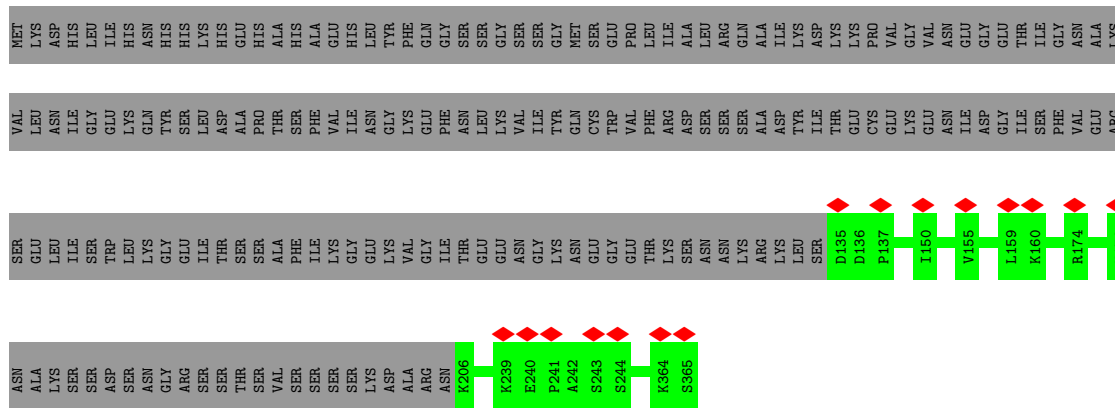 MET LYS ASP HIS LEU ILE HIS ASN HIS HIS LYS HIS GLU HIS ALA HIS ALA GLU HIS LEU TYR PHE GLN GLY SER SER GLY SER SER GLY MET SER GLU PRO LEU ILE ALA LEU SER ARG GLN ALA ILE LYS ASP LYS LYS PRO VAL GLY VAL ASN GLU GLY GLU THR ILE GLY ASN ALA LYS
VAL LEU ASN ILE GLY GLU LYS GLN TYR SER LEU ASP ALA PRO THR SER PHE VAL ILE ASN GLY LYS GLU PHE ASN LEU LYS VAL ILE TYR GLN CYS TRP VAL PHE ARG ASP SER SER SER ALA ASP TYR ILE THR GLU CYS GLU LYS GLU ASN ILE ASP GLY ILE SER PHE VAL GLU ARG
SER GLU LEU ILE SER TRP LEU LYS GLY GLU ILE THR SER SER ALA PHE ILE LYS GLY GLU LYS VAL GLY ILE THR GLU GLU ASN GLY LYS ASN GLU GLY GLU THR LYS SER ASN ASN LYS ARG LYS LEU SER D135 D136 P137 I150 V155 L159 K160 R174
ASN ALA LYS SER SER ASP SER ASN GLY ARG SER SER THR SER VAL SER SER SER SER LYS ASP ALA ARG ASN K206 K239 E240 P241 A242 S243 S244 K364 S365